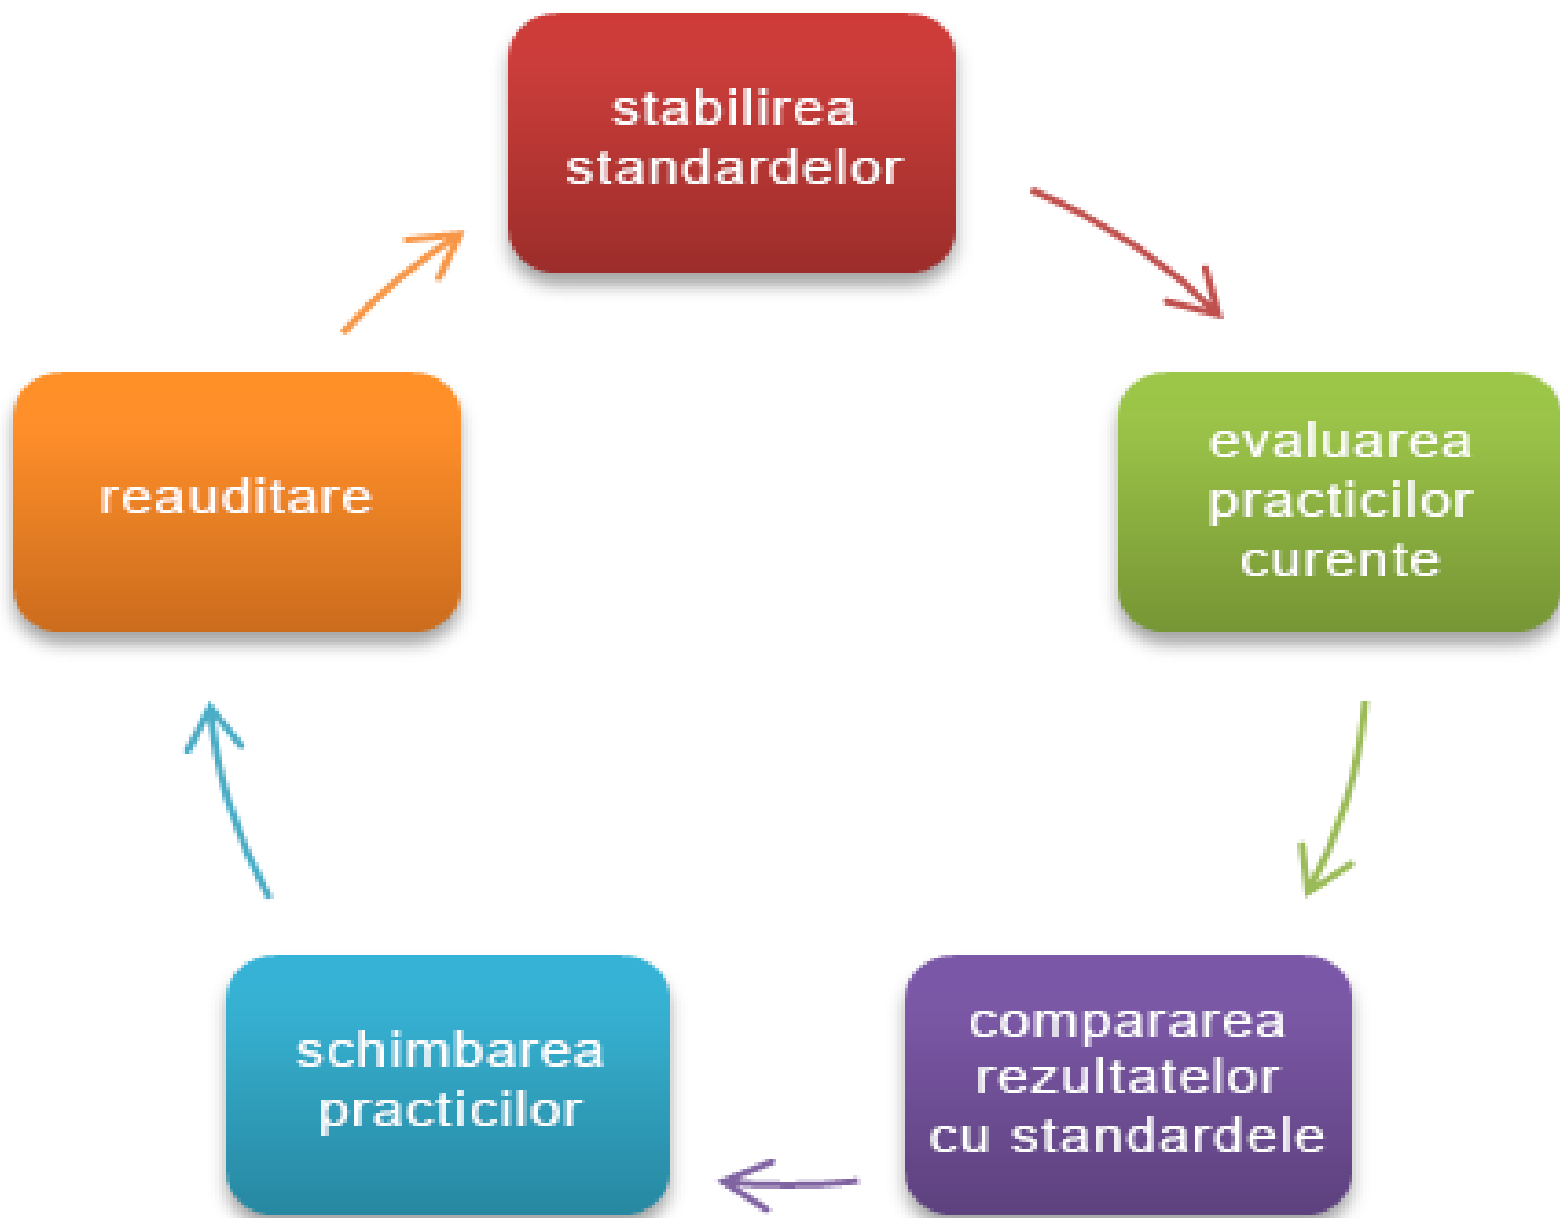 stabilirea
standardelor
evaluarea
practicilor
curente
compararea
rezultatelor
cu standardele
schimbarea
practicilor
reauditare